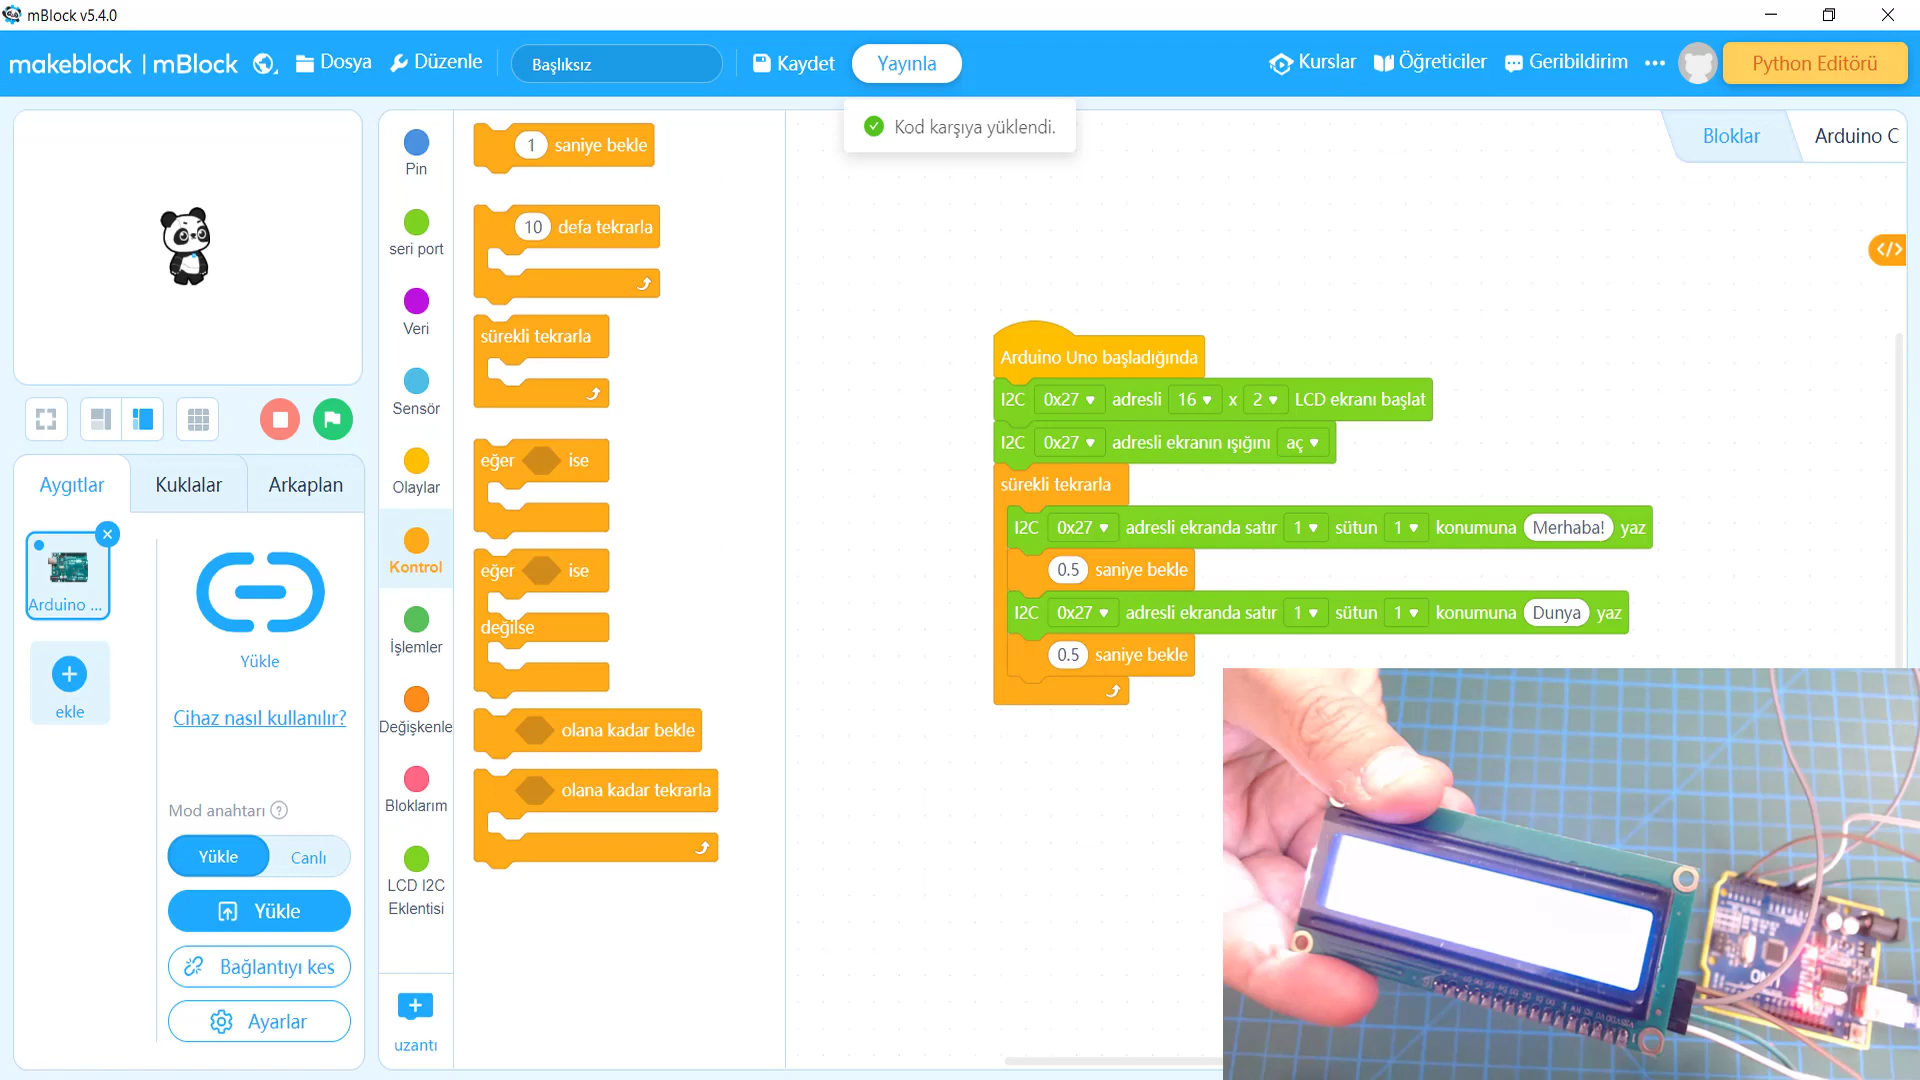 mBlock v5.4.0
makeblock | mBlock
Dosya
Düzenle
Başlıksız
Kaydet
Yayınla
Kurslar
Öğreticiler
Geribildirim
Python Editörü
Kod karşıya yüklendi.
Bloklar
Arduino C
Pin
seri port
Veri
Sensör
Olaylar
Kontrol
İşlemler
Değişkenle
Bloklarım
LCD I2C
Eklentisi
uzantı
1 saniye bekle
10 defa tekrarla
sürekli tekrarla
eğer ise
eğer ise
değilse
olana kadar bekle
olana kadar tekrarla
Arduino Uno başladığında
I2C 0x27 adresli 16 x 2 LCD ekranı başlat
I2C 0x27 adresli ekranın ışığını aç
sürekli tekrarla
I2C 0x27 adresli ekranda satır 1 sütun 1 konumuna Merhaba! yaz
0.5 saniye bekle
I2C 0x27 adresli ekranda satır 1 sütun 1 konumuna Dunya yaz
0.5 saniye bekle
Aygıtlar
Kuklalar
Arkaplan
Arduino ...
ekle
Yükle
Cihaz nasıl kullanılır?
Mod anahtarı
Yükle
Canlı
Yükle
Bağlantıyı kes
Ayarlar